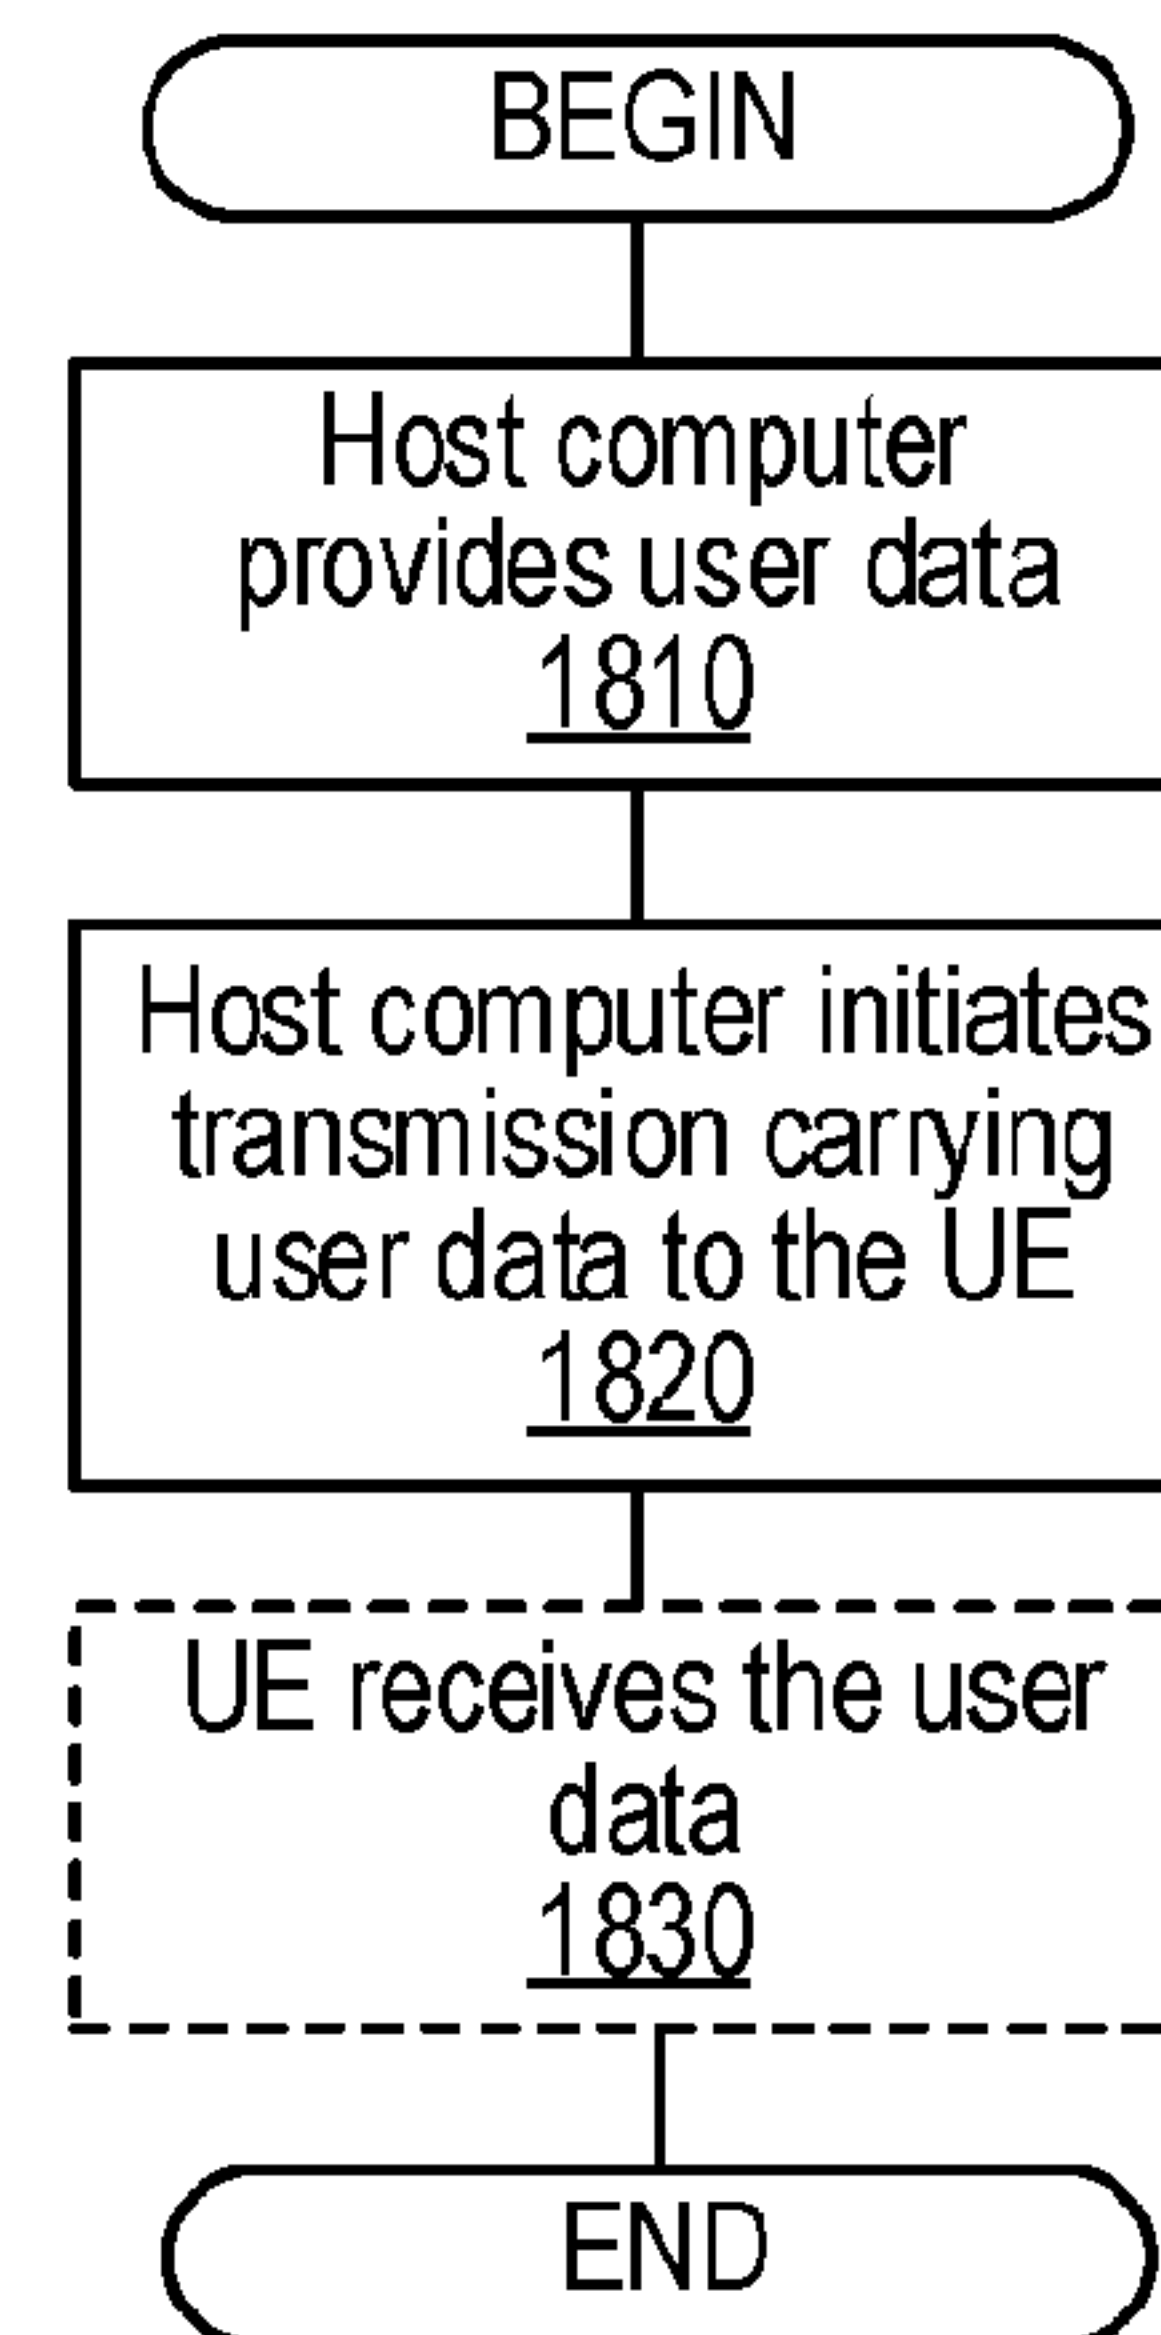 BEGIN
Host computer
provides user data
1810
Host computer initiates
transmission carrying
user data to the UE
1820
UE receives the user
data
1830
END